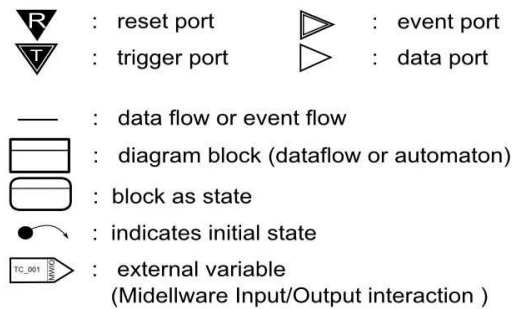 R : reset port : event port
T : trigger port : data port
: data flow or event flow
: diagram block (dataflow or automaton)
: block as state
: indicates initial state
TC_001 MWIO : external variable
(Midellware Input/Output interaction )